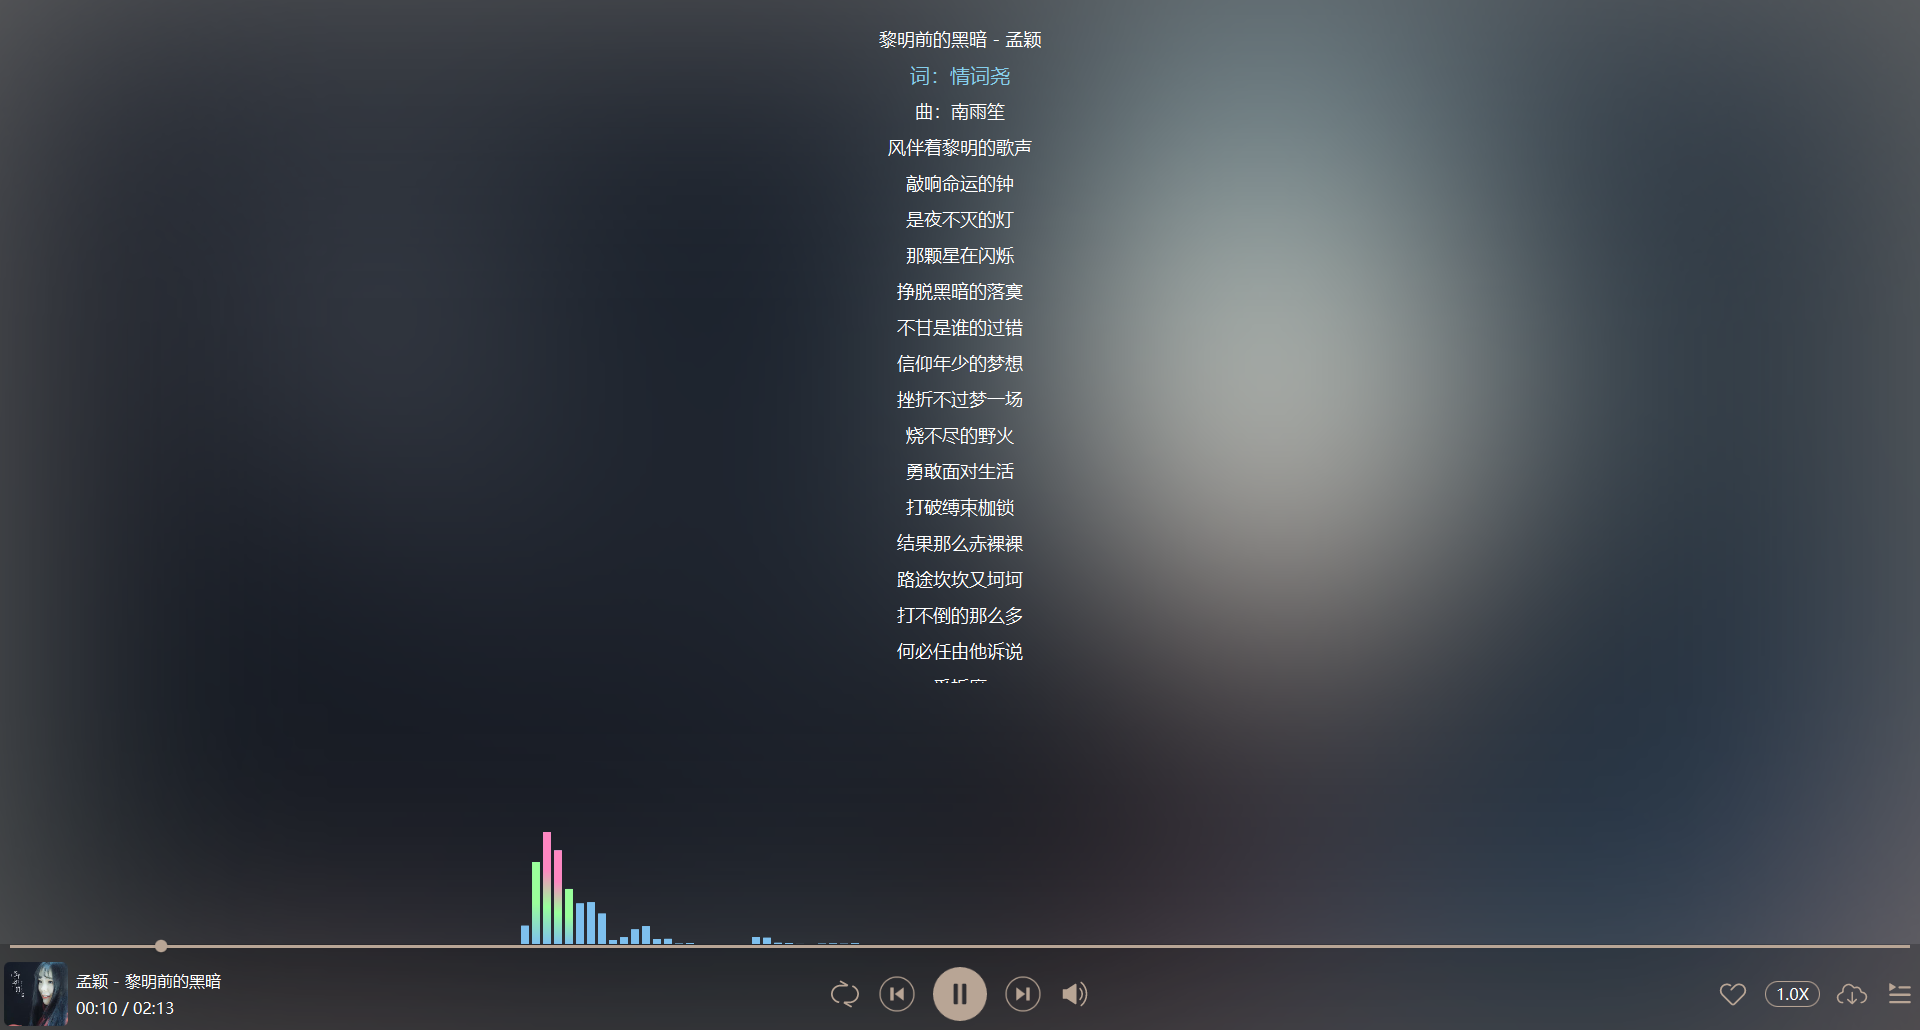 黎明前的黑暗 - 孟颖
词：情词尧
曲：南雨笙
风伴着黎明的歌声
敲响命运的钟
是夜不灭的灯
那颗星在闪烁
挣脱黑暗的落寞
不甘是谁的过错
信仰年少的梦想
挫折不过梦一场
烧不尽的野火
勇敢面对生活
打破缚束枷锁
结果那么赤裸裸
路途坎坎又坷坷
打不倒的那么多
何必任由他诉说
孟颖 - 黎明前的黑暗
00:10 / 02:13
1.0X